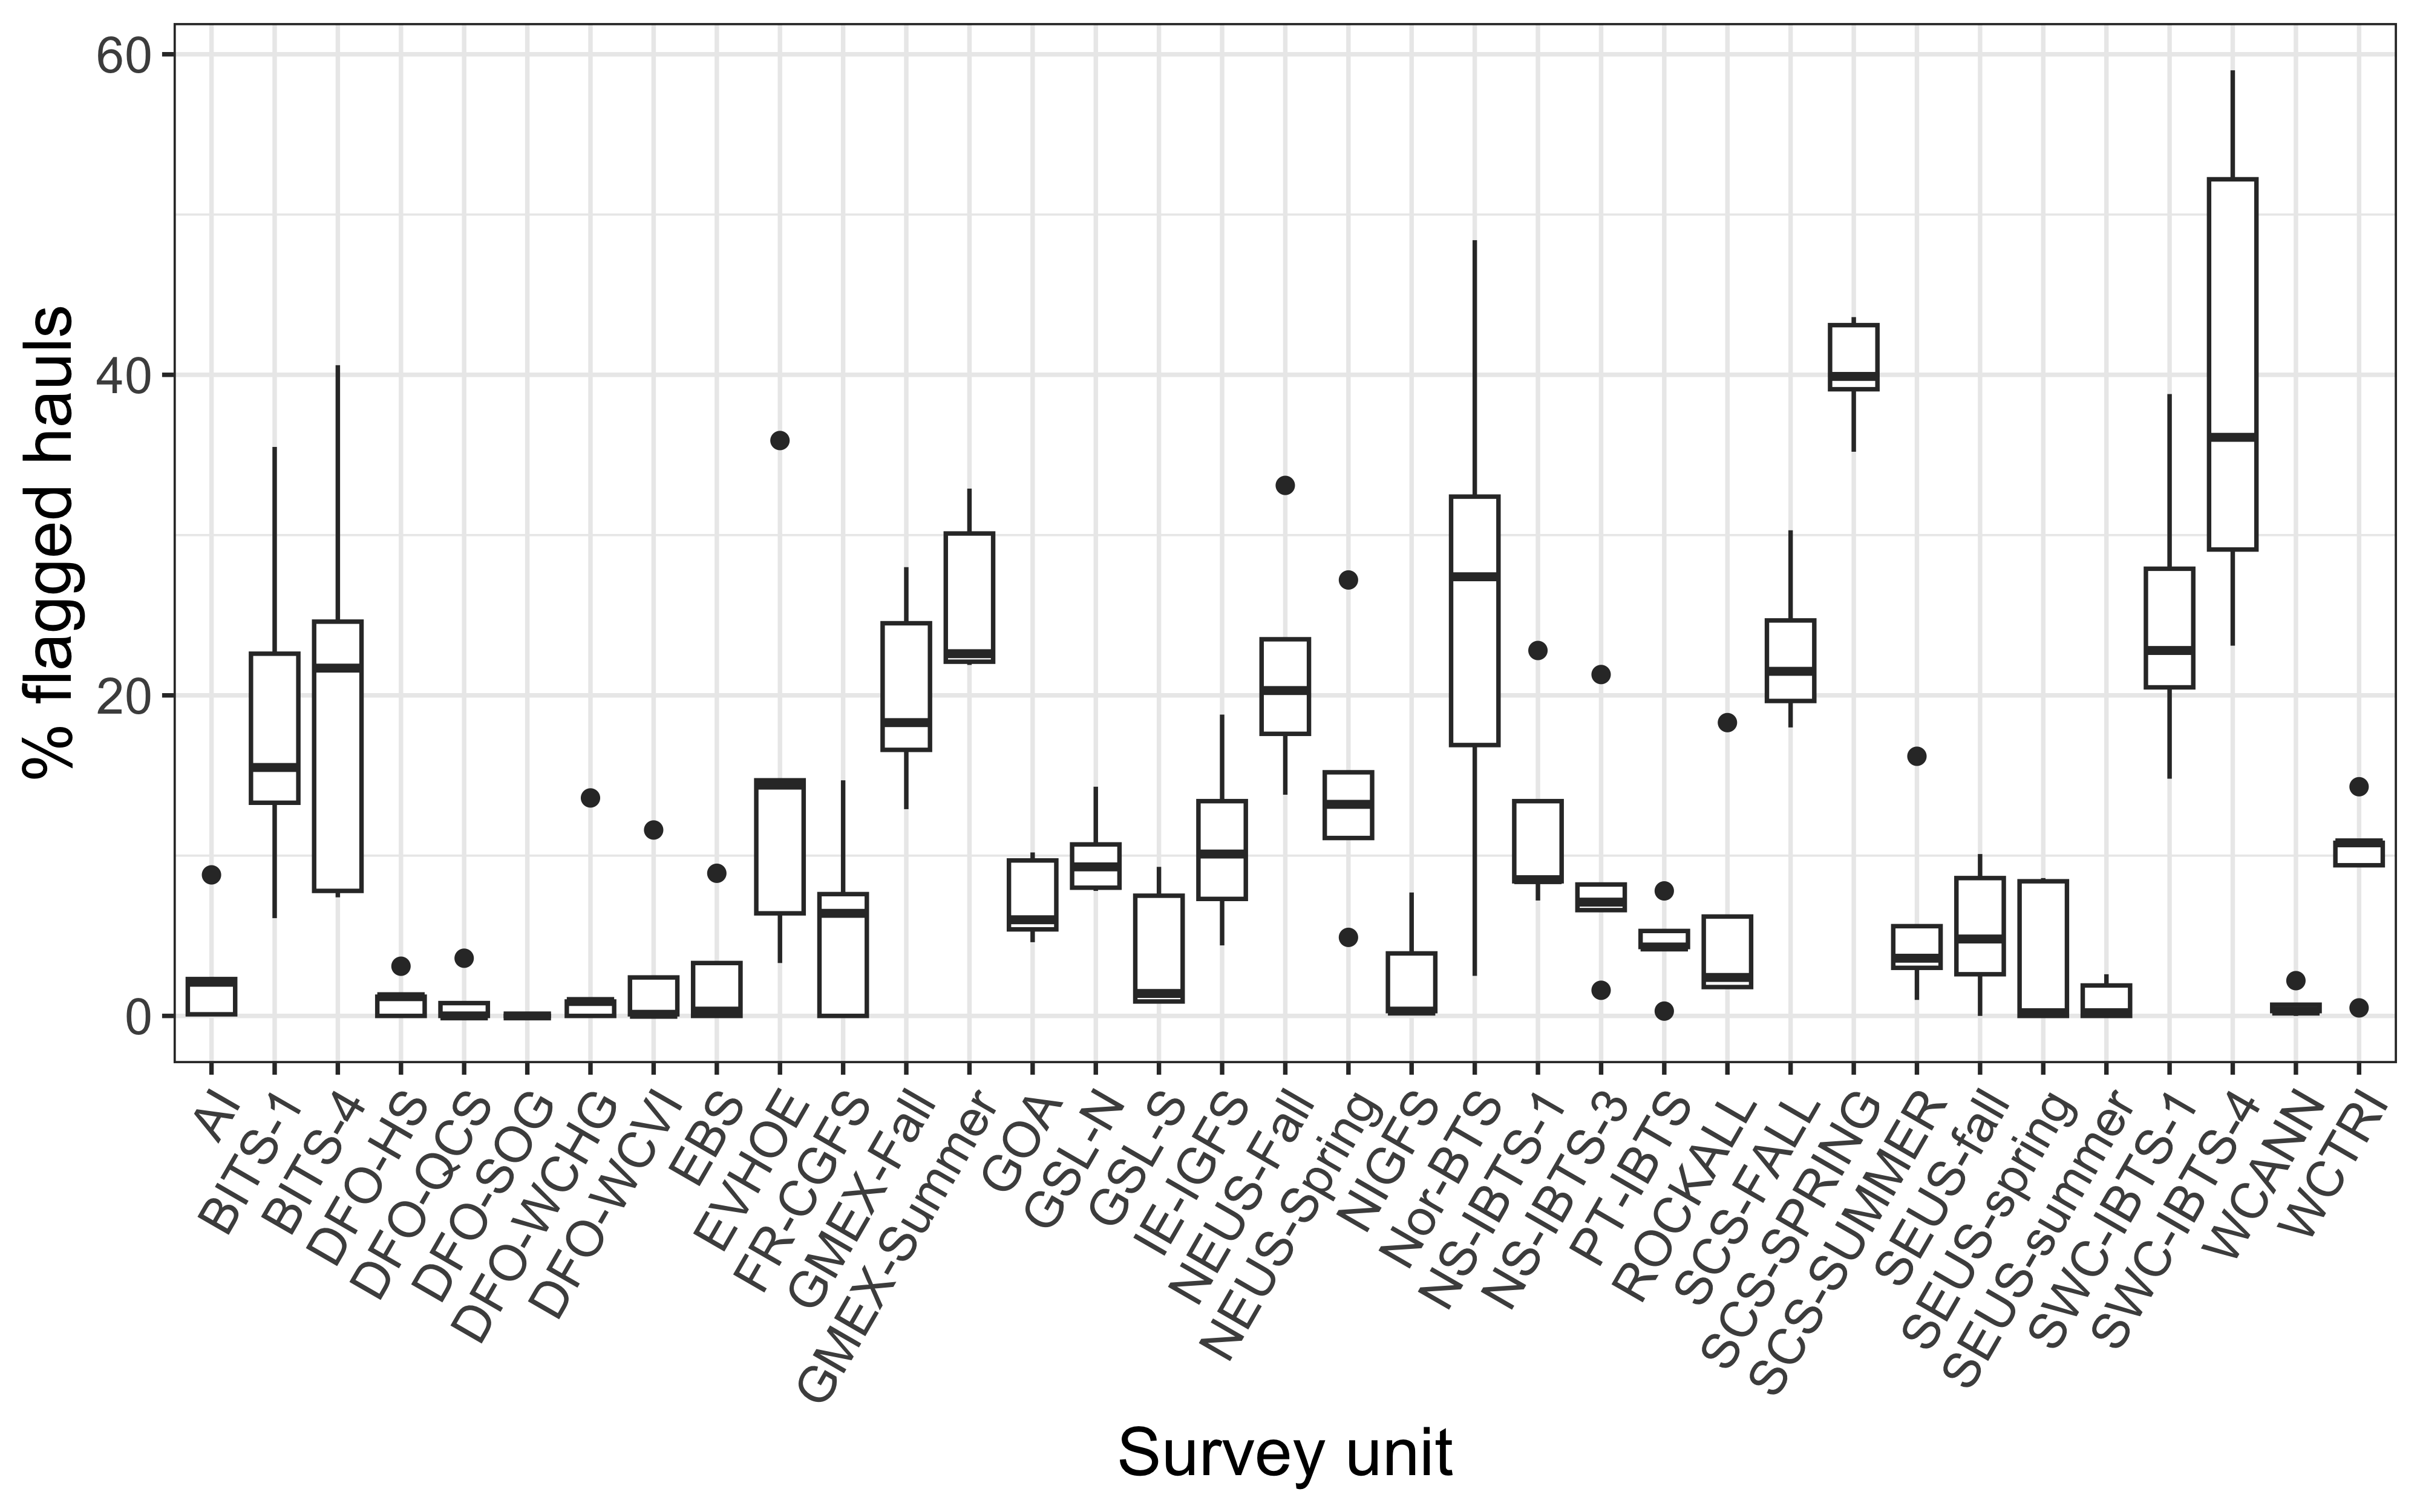 % flagged hauls
60
40
20
0
AI
BITS-1
BITS-4
DFO-HS
DFO-QCS
DFO-SOG
DFO-WCHG
DFO-WCVI
EBS
EVHOE
FR-CGFS
GMEX-Fall
GMEX-Summer
GOA
GSL-N
GSL-S
IE-IGFS
NEUS-Fall
NEUS-Spring
NIGFS
Nor-BTS
NS-IBTS-1
NS-IBTS-3
PT-IBTS
ROCKALL
SCS-FALL
SCS-SPRING
SCS-SUMMER
SEUS-fall
SEUS-spring
SEUS-summer
SWC-IBTS-1
SWC-IBTS-4
WCANN
WCTRI
Survey unit